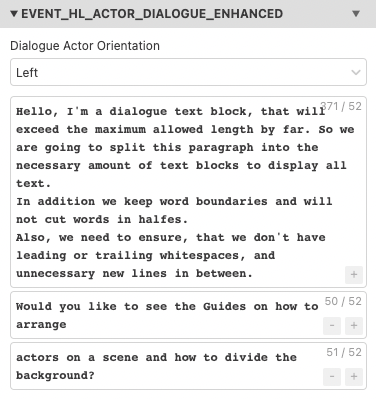 EVENT_HL_ACTOR_DIALOGUE_ENHANCED
Dialogue Actor Orientation
Left
371 / 52
Hello, I'm a dialogue text block, that will
exceed the maximum allowed length by far. So we
are going to split this paragraph into the
necessary amount of text blocks to display all
text.
In addition we keep word boundaries and will
not cut words in halfes.
Also, we need to ensure, that we don't have
leading or trailing whitespaces, and
unnecessary new lines in between.
+
50 / 52
Would you like to see the Guides on how to
arrange
- +
51 / 52
actors on a scene and how to divide the
background?
- +